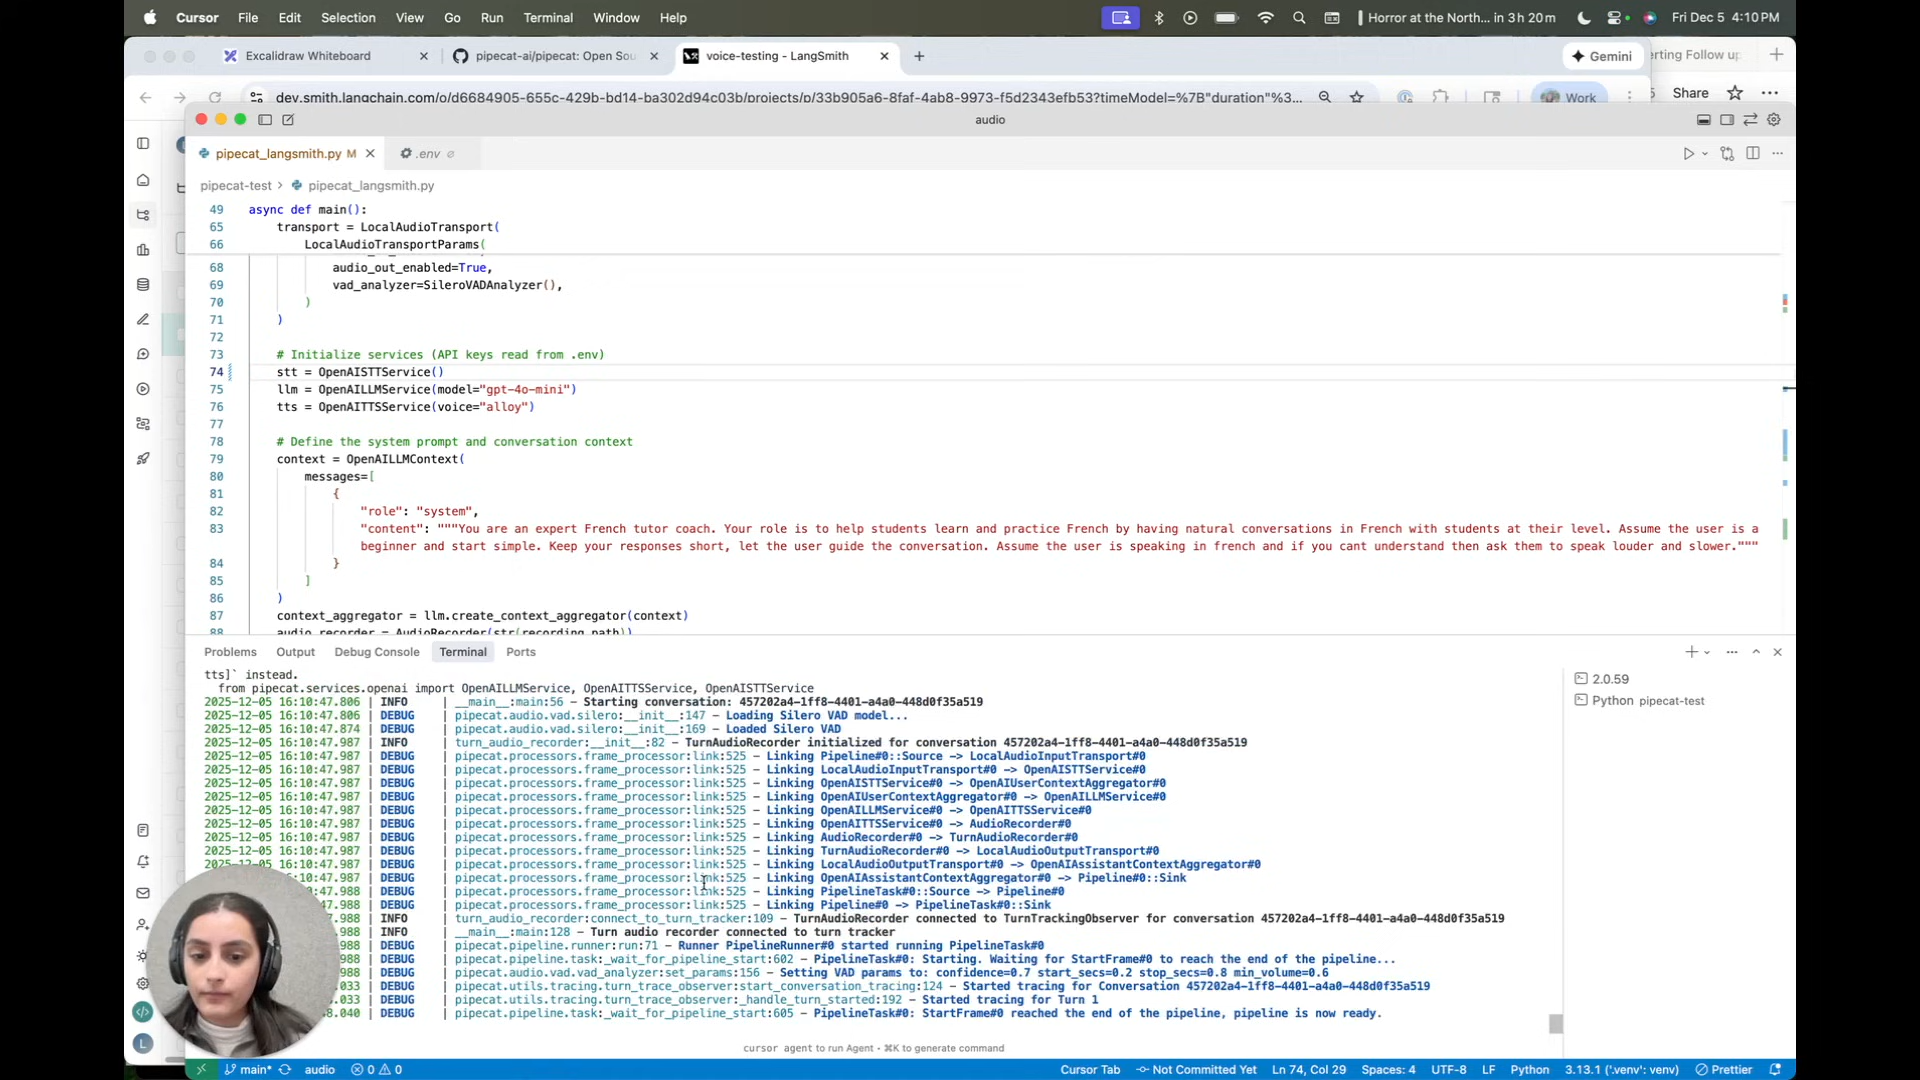 Cursor File Edit Selection View Go Run Terminal Window Help Horror at the North... in 3 h 20 m Fri Dec 5 4:10 PM
Excalidraw Whiteboard
pipecat-ai/pipecat: Open Sou
voice-testing - LangSmith
Gemini
erting Follow up
dev.smith.langchain.com/o/d6684905-655c-429b-bd14-ba302d94c03b/projects/p/33b905a6-8faf-4ab8-9973-f5d2343efb53?timeModel=%7B"duration"%3...
Work
Share
audio
pipecat_langsmith.py M
.env
pipecat-test > pipecat_langsmith.py
49 async def main():
65 transport = LocalAudioTransport(
66 LocalAudioTransportParams(
68 audio_out_enabled=True,
69 vad_analyzer=SileroVADAnalyzer(),
70 )
71 )
72
73 # Initialize services (API keys read from .env)
74 stt = OpenAISTTService()
75 llm = OpenAILLMService(model="gpt-4o-mini")
76 tts = OpenAITTSService(voice="alloy")
77
78 # Define the system prompt and conversation context
79 context = OpenAILLMContext(
80 messages=[
81 {
82 "role": "system",
83 "content": """You are an expert French tutor coach. Your role is to help students learn and practice French by having natural conversations in French with students at their level. Assume the user is a
beginner and start simple. Keep your responses short, let the user guide the conversation. Assume the user is speaking in french and if you cant understand then ask them to speak louder and slower."""
84 }
85 ]
86 )
87 context_aggregator = llm.create_context_aggregator(context)
88 audio_recorder = AudioRecorder(str(recording_path))
Problems Output Debug Console Terminal Ports
tts]` instead.
from pipecat.services.openai import OpenAILLMService, OpenAITTSService, OpenAISTTService
2025-12-05 16:10:47.806 | INFO | __main__:main:56 - Starting conversation: 457202a4-1ff8-4401-a4a0-448d0f35a519
2025-12-05 16:10:47.806 | DEBUG | pipecat.audio.vad.silero:__init__:147 - Loading Silero VAD model...
2025-12-05 16:10:47.874 | DEBUG | pipecat.audio.vad.silero:__init__:169 - Loaded Silero VAD
2025-12-05 16:10:47.987 | INFO | turn_audio_recorder:__init__:82 - TurnAudioRecorder initialized for conversation 457202a4-1ff8-4401-a4a0-448d0f35a519
2025-12-05 16:10:47.987 | DEBUG | pipecat.processors.frame_processor:link:525 - Linking Pipeline#0::Source -> LocalAudioInputTransport#0
2025-12-05 16:10:47.987 | DEBUG | pipecat.processors.frame_processor:link:525 - Linking LocalAudioInputTransport#0 -> OpenAISTTService#0
2025-12-05 16:10:47.987 | DEBUG | pipecat.processors.frame_processor:link:525 - Linking OpenAISTTService#0 -> OpenAIUserContextAggregator#0
2025-12-05 16:10:47.987 | DEBUG | pipecat.processors.frame_processor:link:525 - Linking OpenAIUserContextAggregator#0 -> OpenAILLMService#0
2025-12-05 16:10:47.987 | DEBUG | pipecat.processors.frame_processor:link:525 - Linking OpenAILLMService#0 -> OpenAITTSService#0
2025-12-05 16:10:47.987 | DEBUG | pipecat.processors.frame_processor:link:525 - Linking OpenAITTSService#0 -> AudioRecorder#0
2025-12-05 16:10:47.987 | DEBUG | pipecat.processors.frame_processor:link:525 - Linking AudioRecorder#0 -> TurnAudioRecorder#0
2025-12-05 16:10:47.987 | DEBUG | pipecat.processors.frame_processor:link:525 - Linking TurnAudioRecorder#0 -> LocalAudioOutputTransport#0
2025-12-05 16:10:47.987 | DEBUG | pipecat.processors.frame_processor:link:525 - Linking LocalAudioOutputTransport#0 -> OpenAIAssistantContextAggregator#0
:47.987 | DEBUG | pipecat.processors.frame_processor:link:525 - Linking OpenAIAssistantContextAggregator#0 -> Pipeline#0::Sink
.988 | DEBUG | pipecat.processors.frame_processor:link:525 - Linking PipelineTask#0::Source -> Pipeline#0
.988 | DEBUG | pipecat.processors.frame_processor:link:525 - Linking Pipeline#0 -> PipelineTask#0::Sink
988 | INFO | turn_audio_recorder:connect_to_turn_tracker:109 - TurnAudioRecorder connected to TurnTrackingObserver for conversation 457202a4-1ff8-4401-a4a0-448d0f35a519
988 | INFO | __main__:main:128 - Turn audio recorder connected to turn tracker
988 | DEBUG | pipecat.pipeline.runner:run:71 - Runner PipelineRunner#0 started running PipelineTask#0
988 | DEBUG | pipecat.pipeline.task:_wait_for_pipeline_start:602 - PipelineTask#0: Starting. Waiting for StartFrame#0 to reach the end of the pipeline...
988 | DEBUG | pipecat.audio.vad.vad_analyzer:set_params:156 - Setting VAD params to: confidence=0.7 start_secs=0.2 stop_secs=0.8 min_volume=0.6
.033 | DEBUG | pipecat.utils.tracing.turn_trace_observer:start_conversation_tracing:124 - Started tracing for Conversation 457202a4-1ff8-4401-a4a0-448d0f35a519
.033 | DEBUG | pipecat.utils.tracing.turn_trace_observer:_handle_turn_started:192 - Started tracing for Turn 1
8.040 | DEBUG | pipecat.pipeline.task:_wait_for_pipeline_start:605 - PipelineTask#0: StartFrame#0 reached the end of the pipeline, pipeline is now ready.
2.0.59
Python pipecat-test
cursor agent to run Agent • ⌘K to generate command
L
main* audio 0 0 Cursor Tab Not Committed Yet Ln 74, Col 29 Spaces: 4 UTF-8 LF Python 3.13.1 ('.venv': venv) Prettier